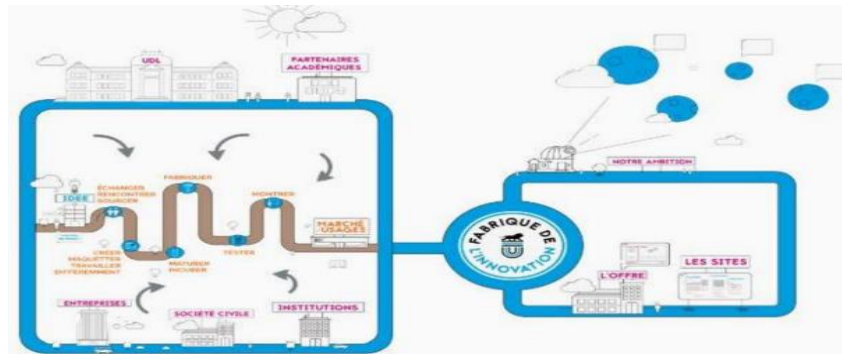 UDL
PARTENAIRES
ACADÉMIQUES
FABRIQUER
ÉCHANGER
RENCONTRER
SOURCER
IDÉE
MONTRER
MARCHÉ
USAGES
CRÉER
MAQUETTER
TRAVAILLER
DIFFÉREMMENT
MATURER
INCUBER
TESTER
ENTREPRISES
SOCIÉTÉ CIVILE
INSTITUTIONS
FABRIQUE DE
L'INNOVATION
NOTRE AMBITION
L'OFFRE
LES SITES